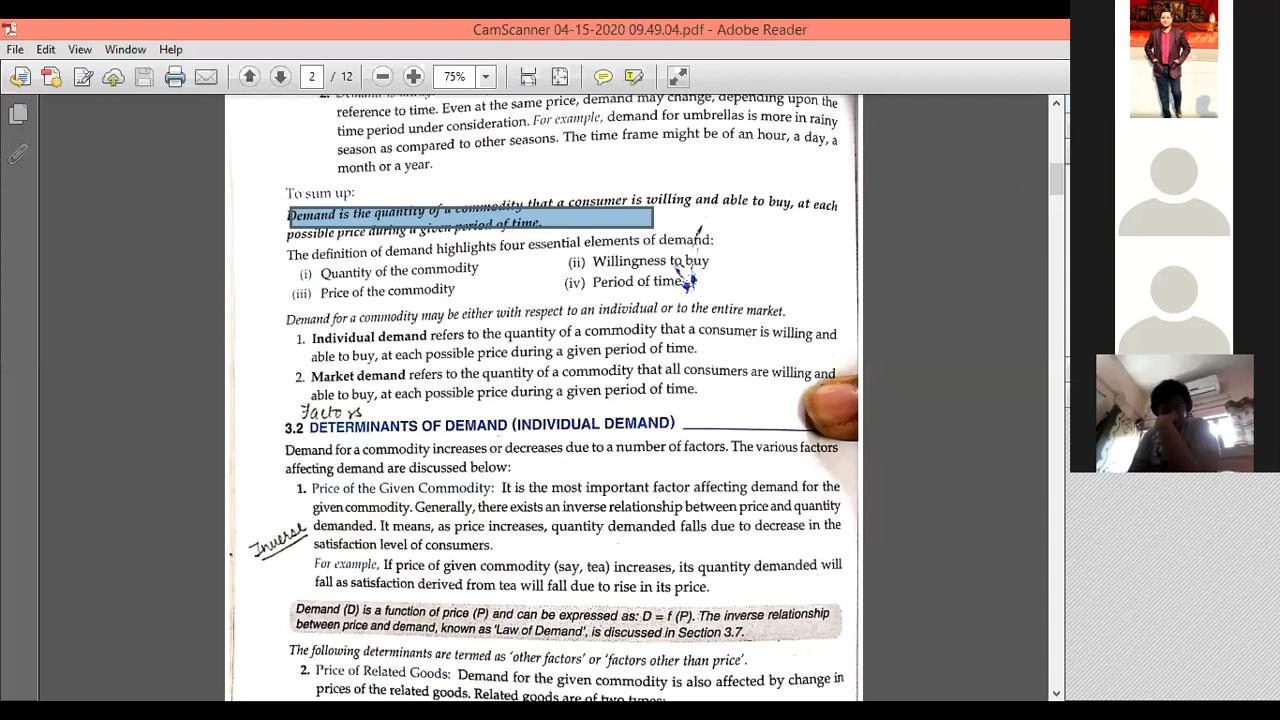 CamScanner 04-15-2020 09.49.04.pdf - Adobe Reader
File Edit View Window Help
2 / 12 75%
reference to time. Even at the same price, demand may change, depending upon the
time period under consideration. For example, demand for umbrellas is more in rainy
season as compared to other seasons. The time frame might be of an hour, a day, a
month or a year.
To sum up:
Demand is the quantity of a commodity that a consumer is willing and able to buy, at each
possible price during a given period of time.
The definition of demand highlights four essential elements of demand:
(i) Quantity of the commodity (ii) Willingness to buy
(iii) Price of the commodity (iv) Period of time
Demand for a commodity may be either with respect to an individual or to the entire market.
1. Individual demand refers to the quantity of a commodity that a consumer is willing and
able to buy, at each possible price during a given period of time.
2. Market demand refers to the quantity of a commodity that all consumers are willing and
able to buy, at each possible price during a given period of time.
Factors
3.2 DETERMINANTS OF DEMAND (INDIVIDUAL DEMAND)
Demand for a commodity increases or decreases due to a number of factors. The various factors
affecting demand are discussed below:
1. Price of the Given Commodity: It is the most important factor affecting demand for the
given commodity. Generally, there exists an inverse relationship between price and quantity
demanded. It means, as price increases, quantity demanded falls due to decrease in the
Inverse
satisfaction level of consumers.
For example, If price of given commodity (say, tea) increases, its quantity demanded will
fall as satisfaction derived from tea will fall due to rise in its price.
Demand (D) is a function of price (P) and can be expressed as: D = f (P). The inverse relationship
between price and demand, known as 'Law of Demand', is discussed in Section 3.7.
The following determinants are termed as 'other factors' or 'factors other than price'.
2. Price of Related Goods: Demand for the given commodity is also affected by change in
prices of the related goods. Related goods are of two types: